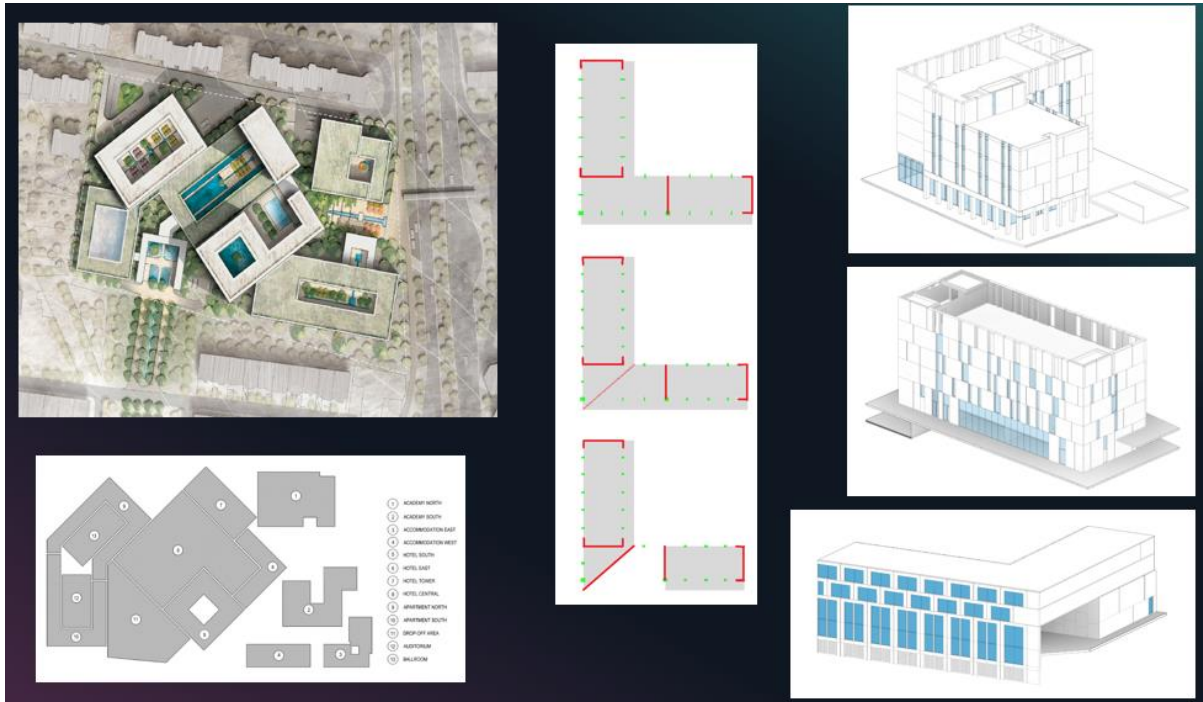 1 ACADEMY NORTH
2 ACADEMY SOUTH
3 ACCOMMODATION EAST
4 ACCOMMODATION WEST
5 HOTEL SOUTH
6 HOTEL EAST
7 HOTEL TOWER
8 HOTEL CENTRAL
9 APARTMENT NORTH
10 APARTMENT SOUTH
11 DROP-OFF AREA
12 AUDITORIUM
13 BALLROOM